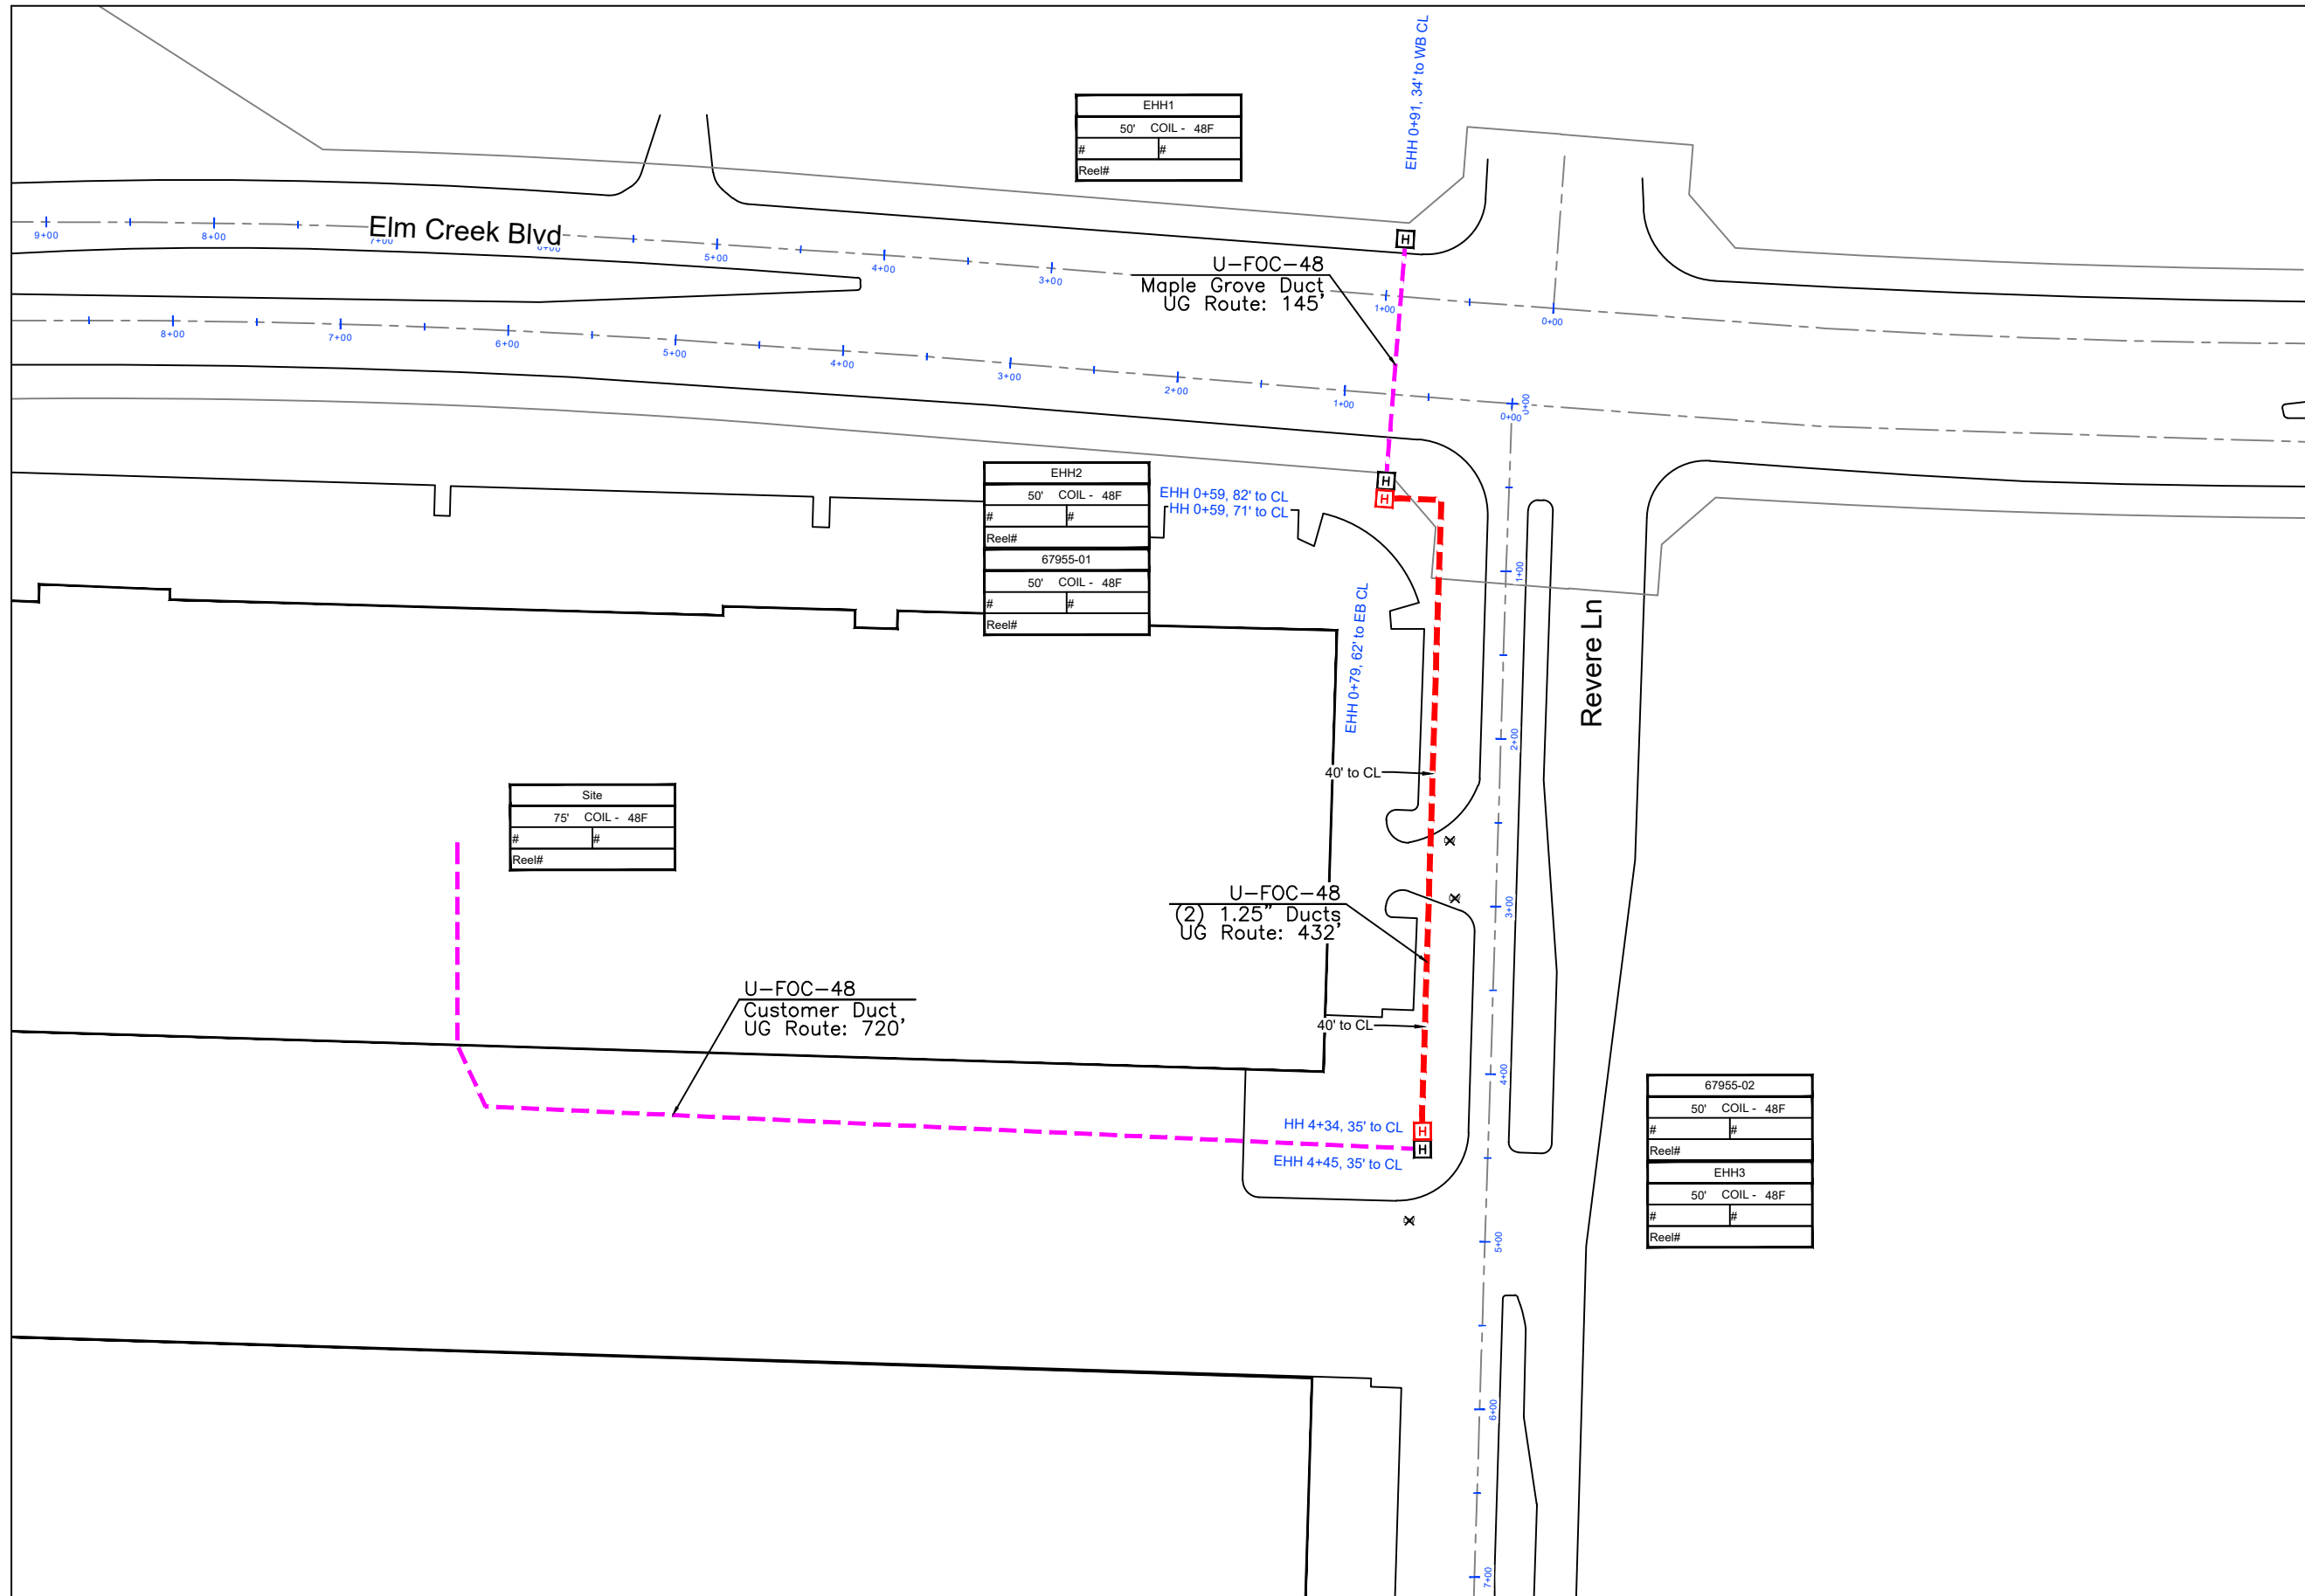 EHH 0+91, 34' to WB CL
EHH1
50' COIL - 48F
# #
Reel#
Elm Creek Blvd
9+00
8+00
7+00
6+00
5+00
4+00
3+00
1+00
0+00
U-FOC-48
Maple Grove Duct
UG Route: 145'
8+00
7+00
6+00
5+00
4+00
3+00
2+00
1+00
0+00
0+00
EHH2
50' COIL - 48F
# #
Reel#
67955-01
50' COIL - 48F
# #
Reel#
EHH 0+59, 82' to CL
HH 0+59, 71' to CL
EHH 0+79, 62' to EB CL
1+00
Revere Ln
2+00
40' to CL
Site
75' COIL - 48F
# #
Reel#
U-FOC-48
(2) 1.25" Ducts
UG Route: 432'
3+00
U-FOC-48
Customer Duct
UG Route: 720'
40' to CL
4+00
HH 4+34, 35' to CL
EHH 4+45, 35' to CL
H
H
H
H
H
67955-02
50' COIL - 48F
# #
Reel#
EHH3
50' COIL - 48F
# #
Reel#
5+00
6+00
7+00